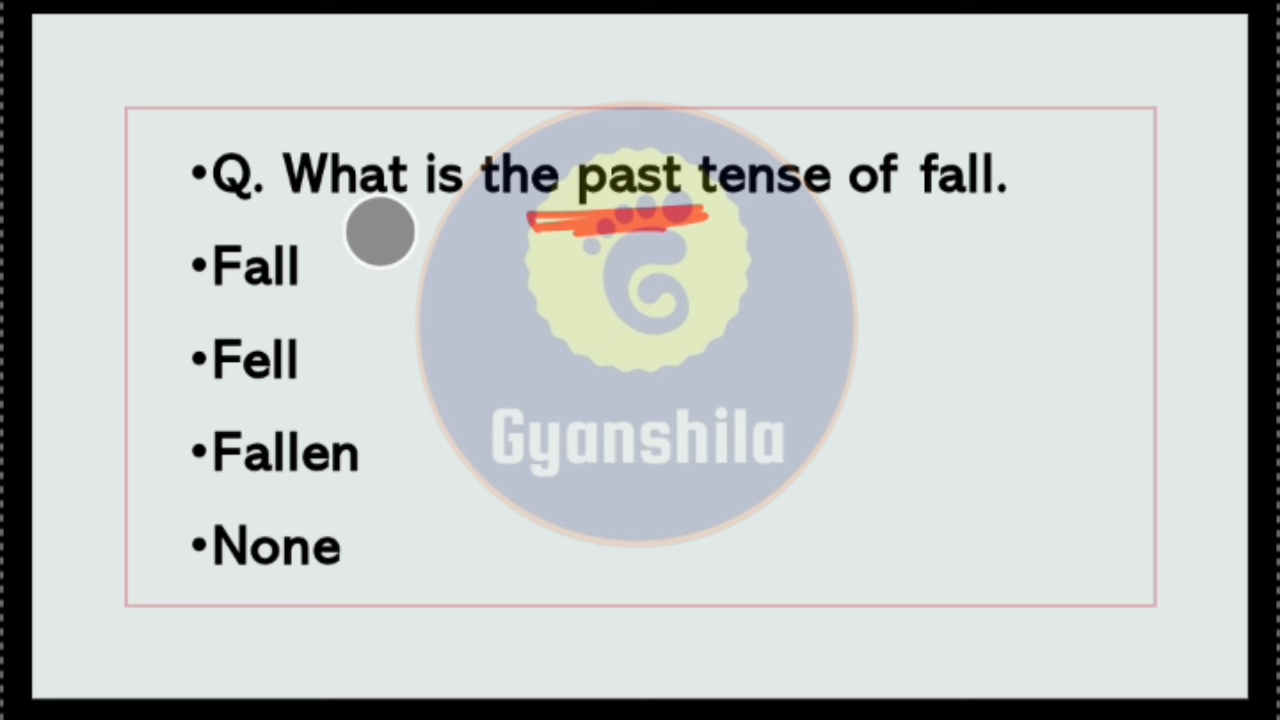 •Q. What is the past tense of fall.
•Fall
•Fell
•Fallen
•None
Gyanshila